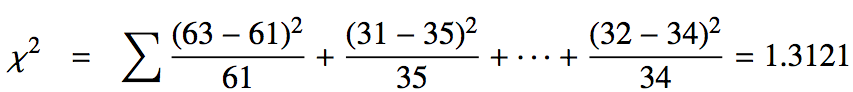 χ² = ∑ (63 − 61)²/61 + (31 − 35)²/35 + ⋯ + (32 − 34)²/34 = 1.3121